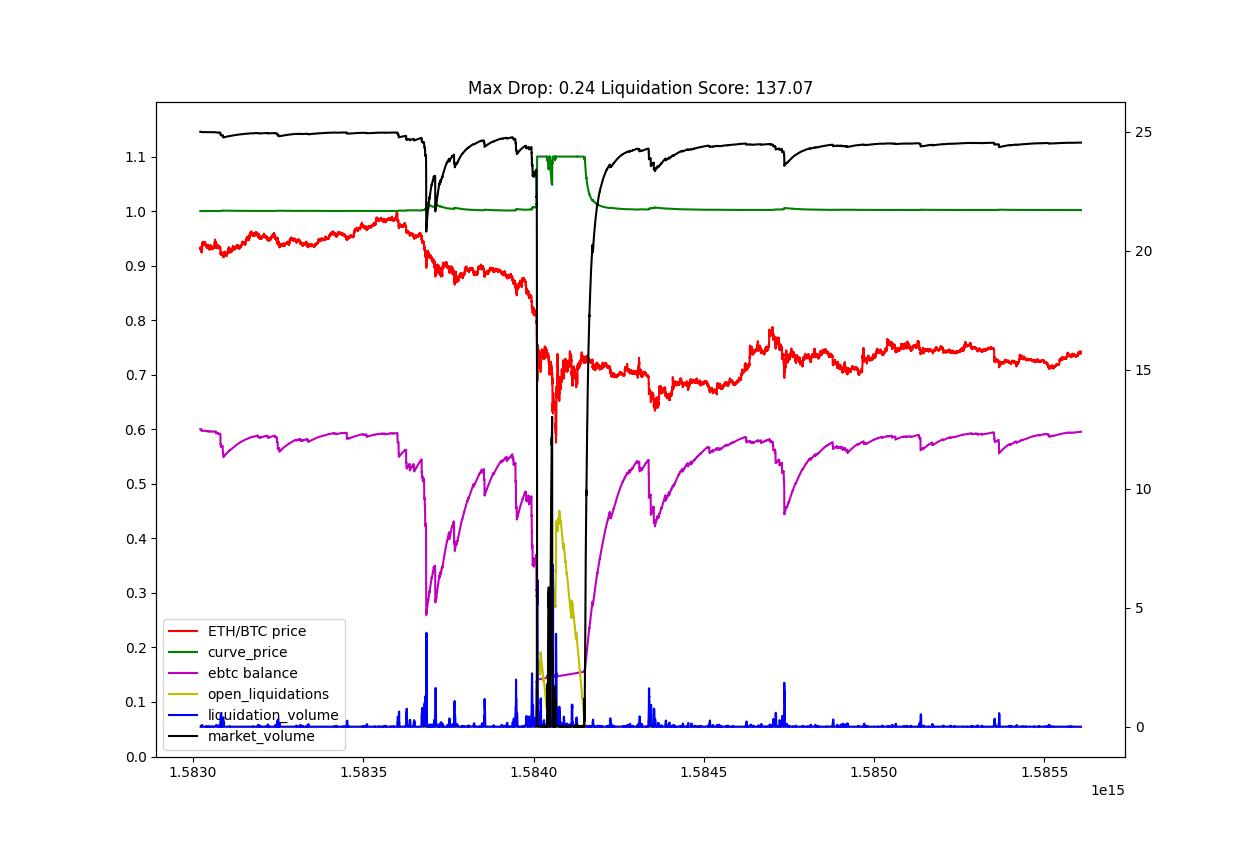 Max Drop: 0.24 Liquidation Score: 137.07
1.1
1.0
0.9
0.8
0.7
0.6
0.5
0.4
0.3
0.2
0.1
0.0
25
20
15
10
5
0
ETH/BTC price
curve_price
ebtc balance
open_liquidations
liquidation_volume
market_volume
1.5830 1.5835 1.5840 1.5845 1.5850 1.5855
1e15